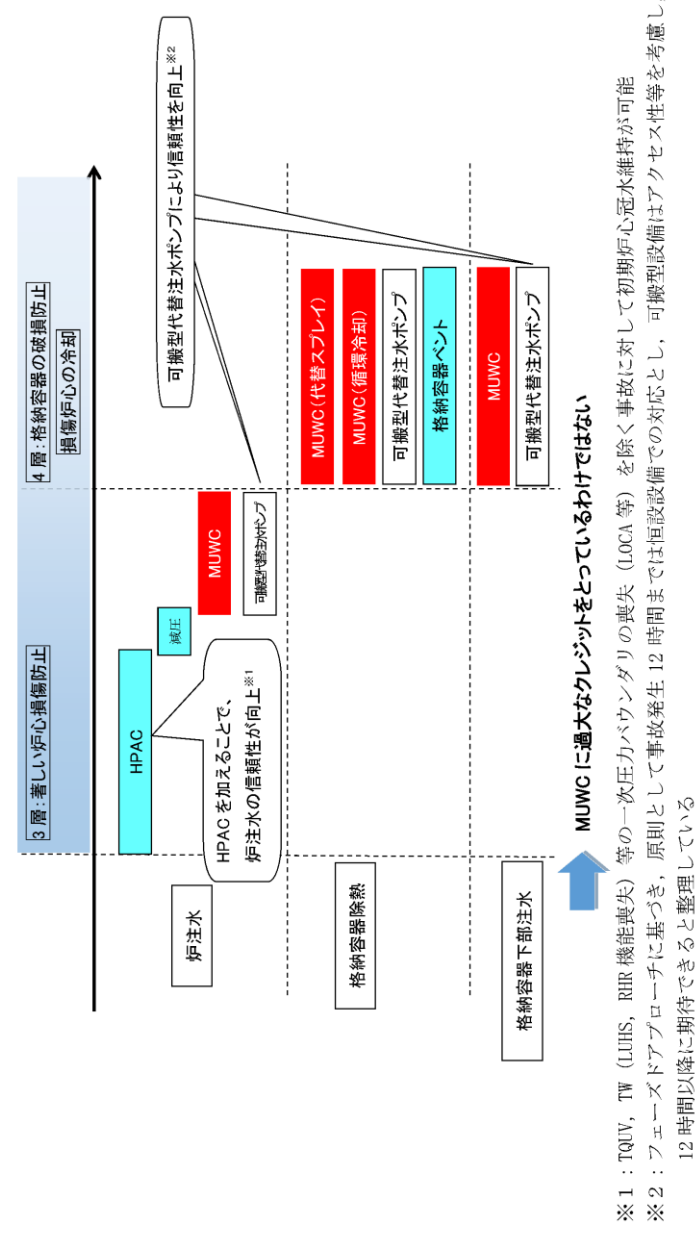 3層：著しい炉心損傷防止
4層：格納容器の破損防止
損傷炉心の冷却
炉注水
HPAC
減圧
MUWC
可搬型代替注水ポンプ
HPACを加えることで、
炉注水の信頼性が向上※1
可搬型代替注水ポンプにより信頼性を向上※2
格納容器除熱
MUWC（代替スプレイ）
MUWC（循環冷却）
可搬型代替注水ポンプ
格納容器ベント
格納容器下部注水
MUWC
可搬型代替注水ポンプ
MUWCに過大なクレジットをとっているわけではない
※1：TQUV, TW (LUHS, RHR機能喪失) 等の一次圧力バウンダリの喪失 (LOCA等) を除く事故に対して初期炉心冠水維持が可能
※2：フェーズドアプローチに基づき，原則として事故発生12時間までは恒設設備での対応とし，可搬型設備はアクセス性等を考慮し
12時間以降に期待できると整理している